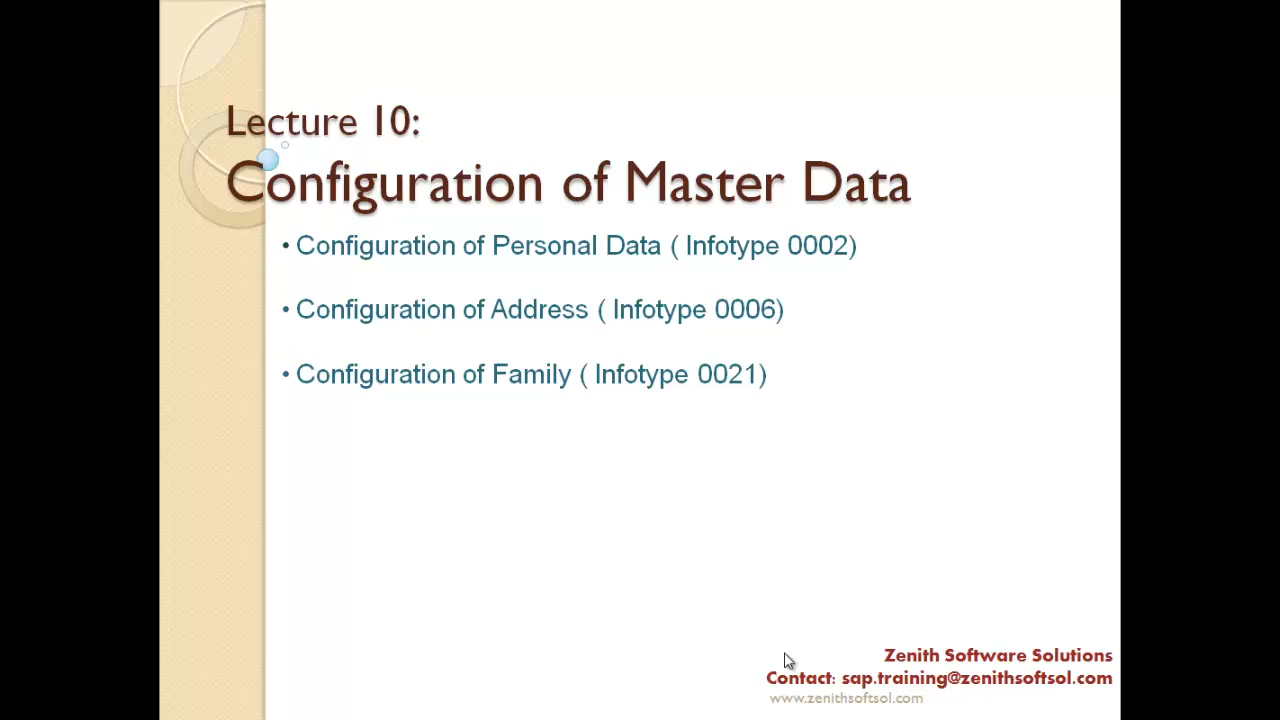 Lecture 10:
Configuration of Master Data
• Configuration of Personal Data ( Infotype 0002)
• Configuration of Address ( Infotype 0006)
• Configuration of Family ( Infotype 0021)
Zenith Software Solutions
Contact: sap.training@zenithsoftsol.com
www.zenithsoftsol.com